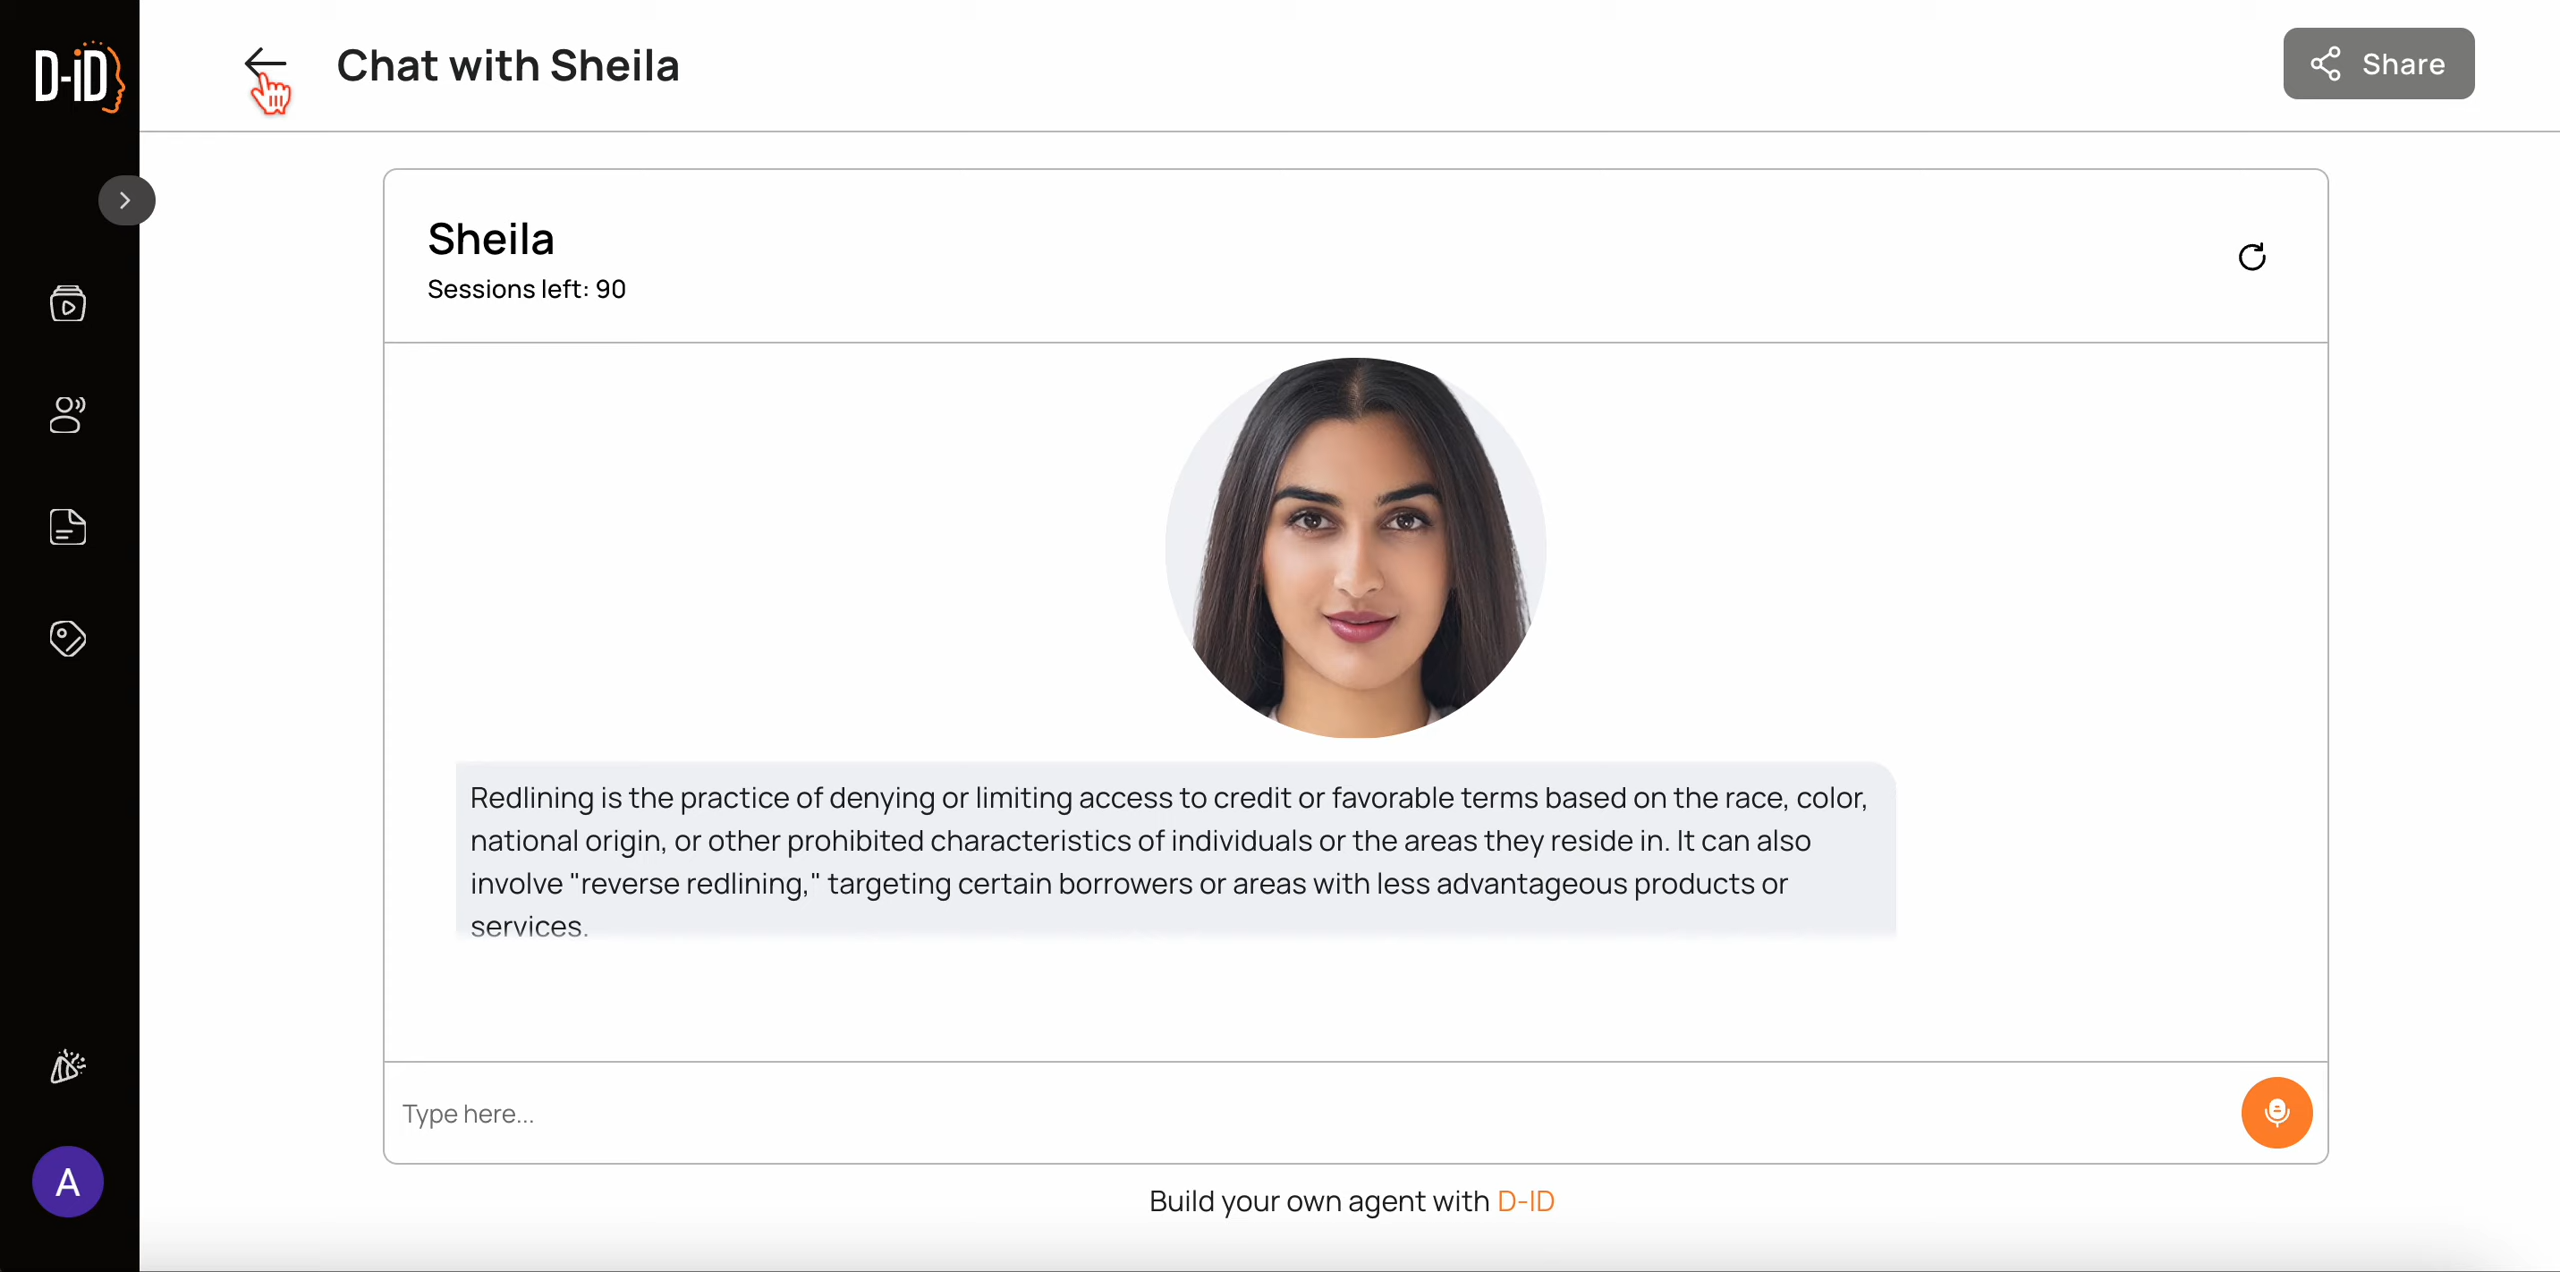 D-iD
Chat with Sheila
Share
Sheila
Sessions left: 90
Redlining is the practice of denying or limiting access to credit or favorable terms based on the race, color,
national origin, or other prohibited characteristics of individuals or the areas they reside in. It can also
involve "reverse redlining," targeting certain borrowers or areas with less advantageous products or
services.
Type here...
A
Build your own agent with D-ID